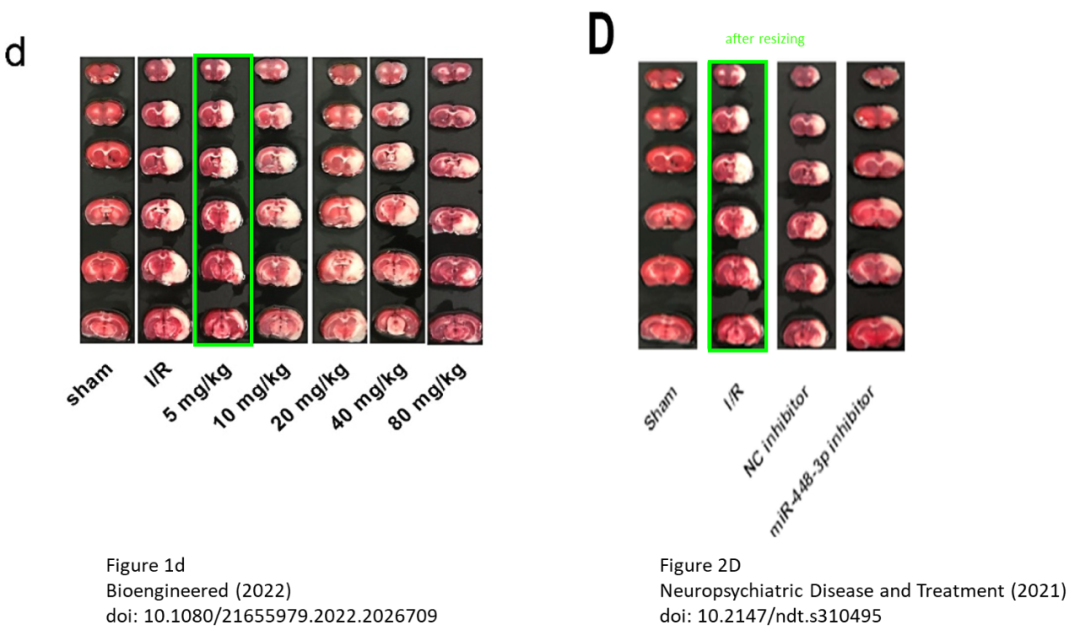 d
sham
I/R
5 mg/kg
10 mg/kg
20 mg/kg
40 mg/kg
80 mg/kg
Figure 1d
Bioengineered (2022)
doi: 10.1080/21655979.2022.2026709
D
after resizing
Sham
I/R
NC inhibitor
miR-448-3p inhibitor
Figure 2D
Neuropsychiatric Disease and Treatment (2021)
doi: 10.2147/ndt.s310495